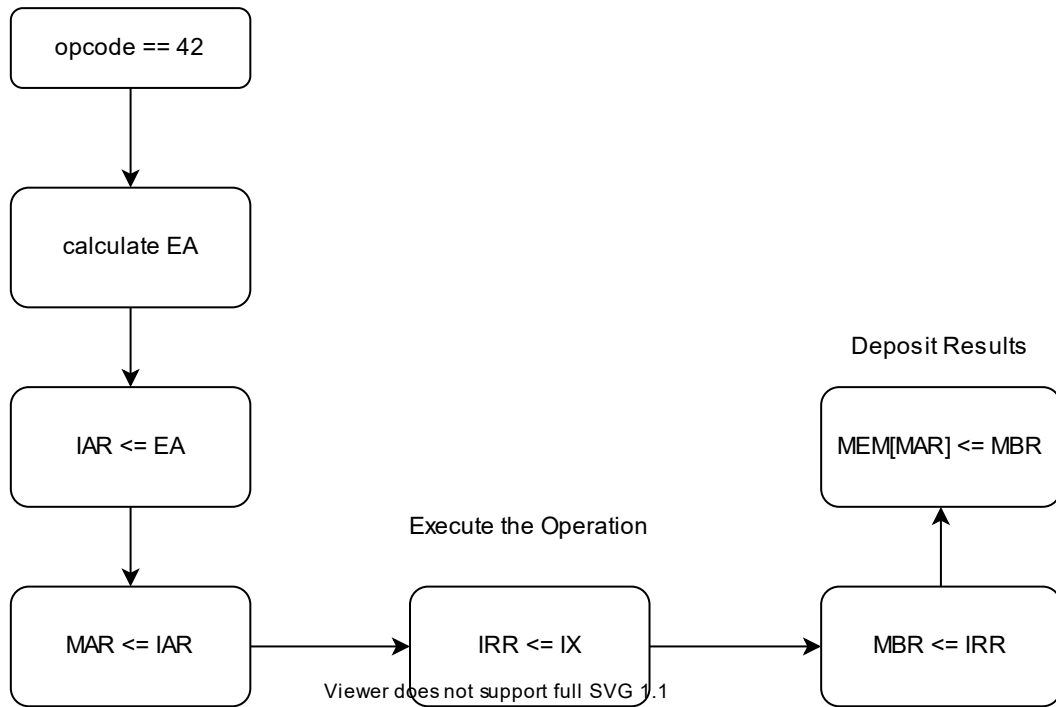 opcode == 42
calculate EA
IAR <= EA
MAR <= IAR
Execute the Operation
IRR <= IX
Deposit Results
MEM[MAR] <= MBR
MBR <= IRR
Viewer does not support full SVG 1.1